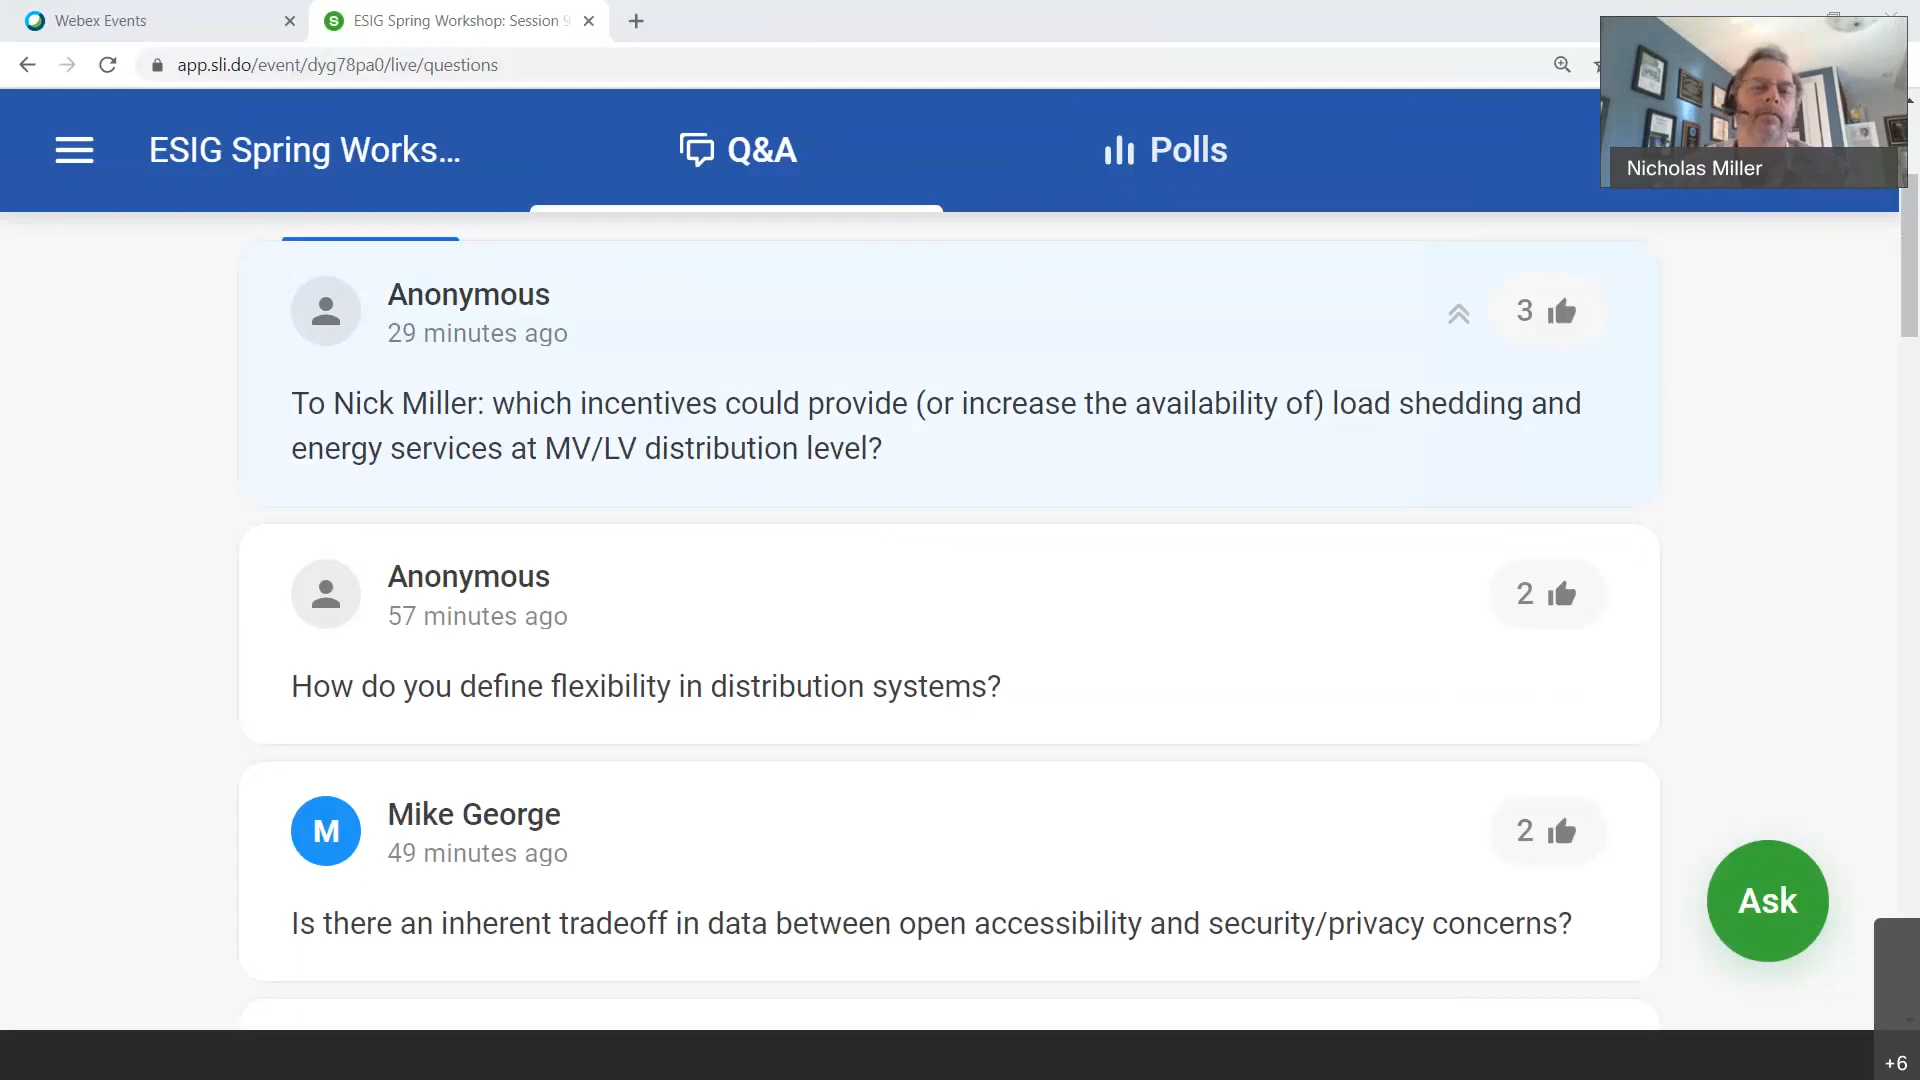 Webex Events
S
ESIG Spring Workshop: Session 9
app.sli.do/event/dyg78pa0/live/questions
ESIG Spring Works...
Q&A
Polls
Nicholas Miller
Anonymous
29 minutes ago
3
To Nick Miller: which incentives could provide (or increase the availability of) load shedding and
energy services at MV/LV distribution level?
Anonymous
57 minutes ago
2
How do you define flexibility in distribution systems?
M
Mike George
49 minutes ago
2
Is there an inherent tradeoff in data between open accessibility and security/privacy concerns?
Ask
+6